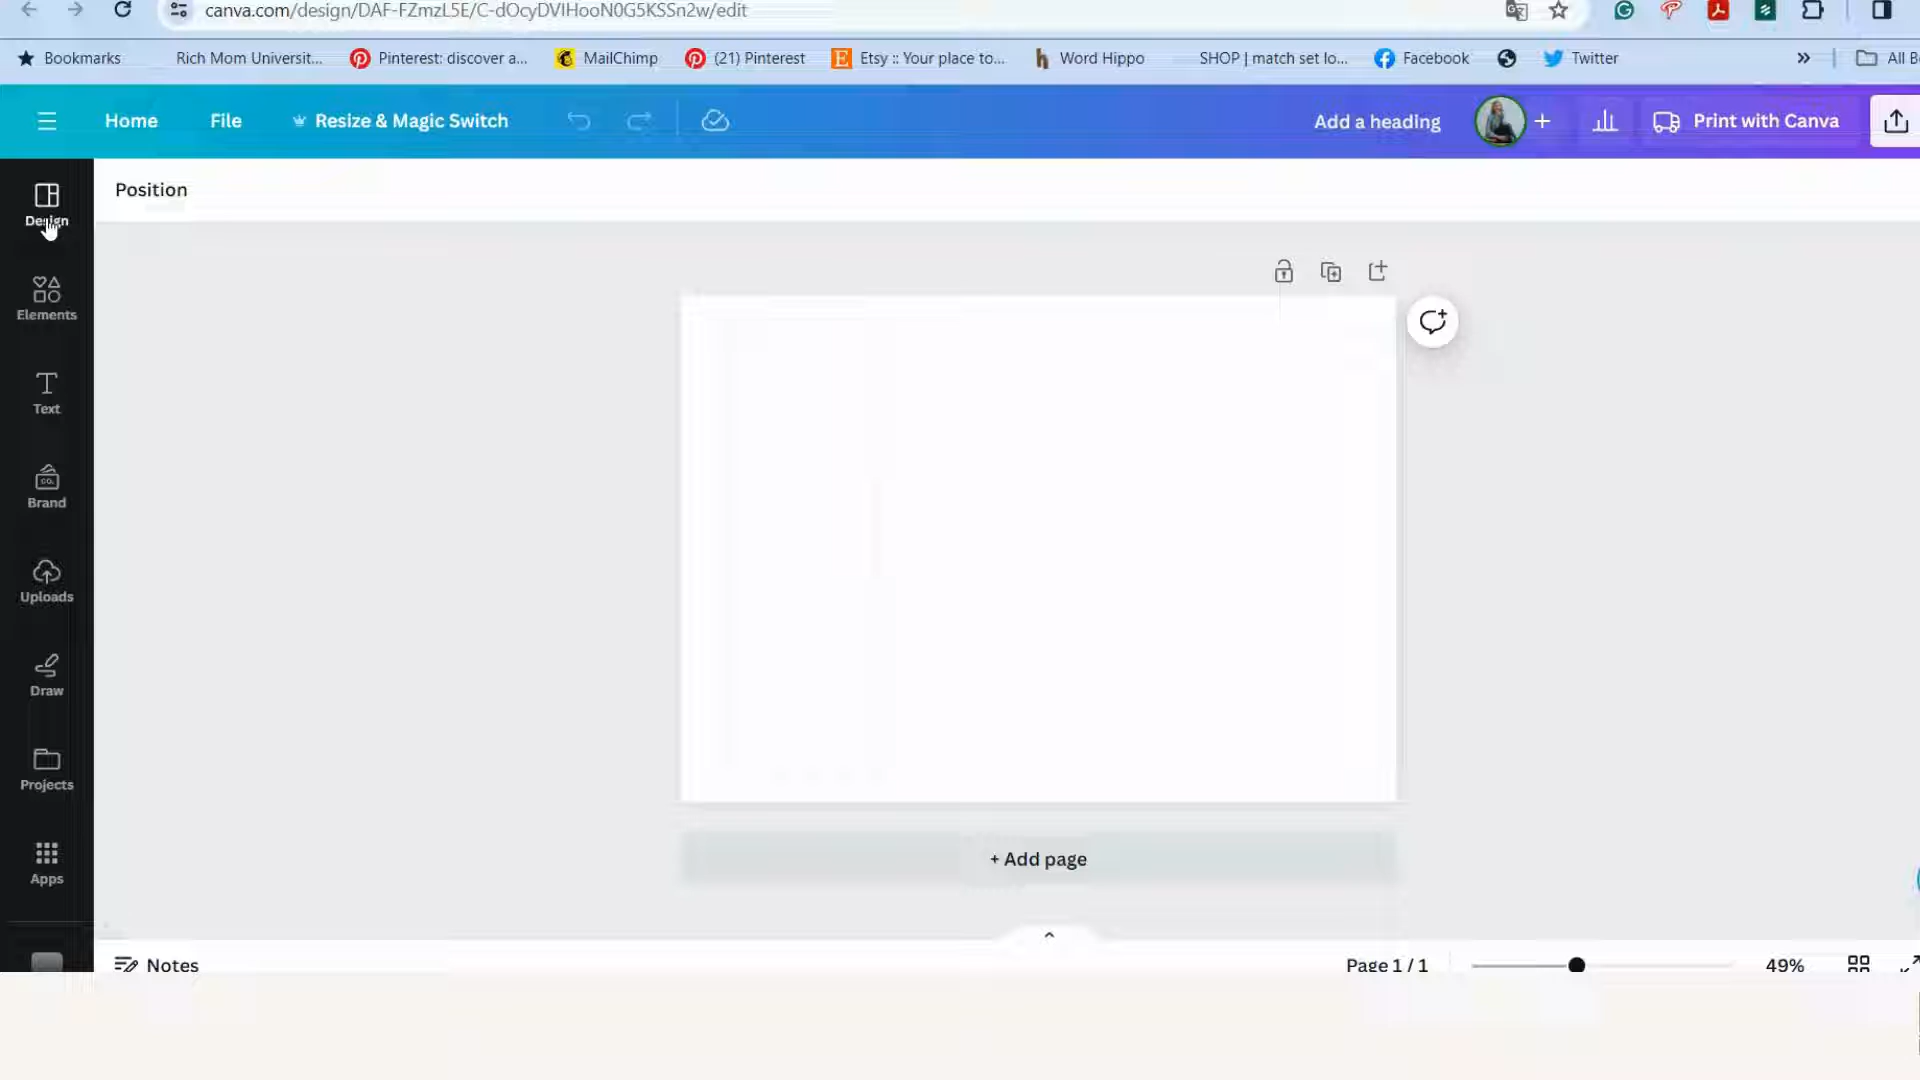 canva.com/design/DAF-FZmzL5E/C-dOcyDVIHooN0G5KSSn2w/edit
Bookmarks Rich Mom Universit... Pinterest: discover a... MailChimp (21) Pinterest Etsy :: Your place to... Word Hippo SHOP | match set lo... Facebook Twitter » All B
Home File Resize & Magic Switch Add a heading + Print with Canva
Position
Design
Elements
Text
CO.
Brand
Uploads
Draw
Projects
Apps
+ Add page
Notes Page 1 / 1 49%